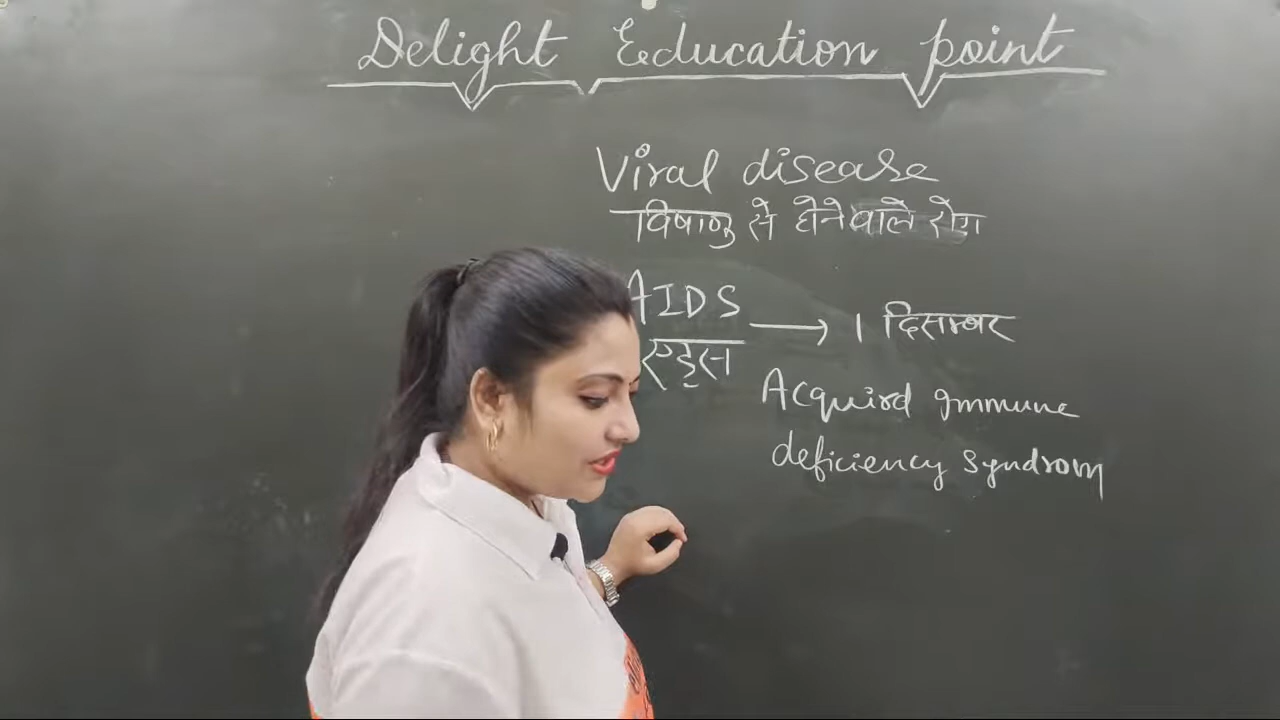 Delight Education point
Viral disease
विषाणु से होने वाले रोग
AIDS → 1 दिसम्बर
एड्स
Acquird Immune
deficiency syndrom